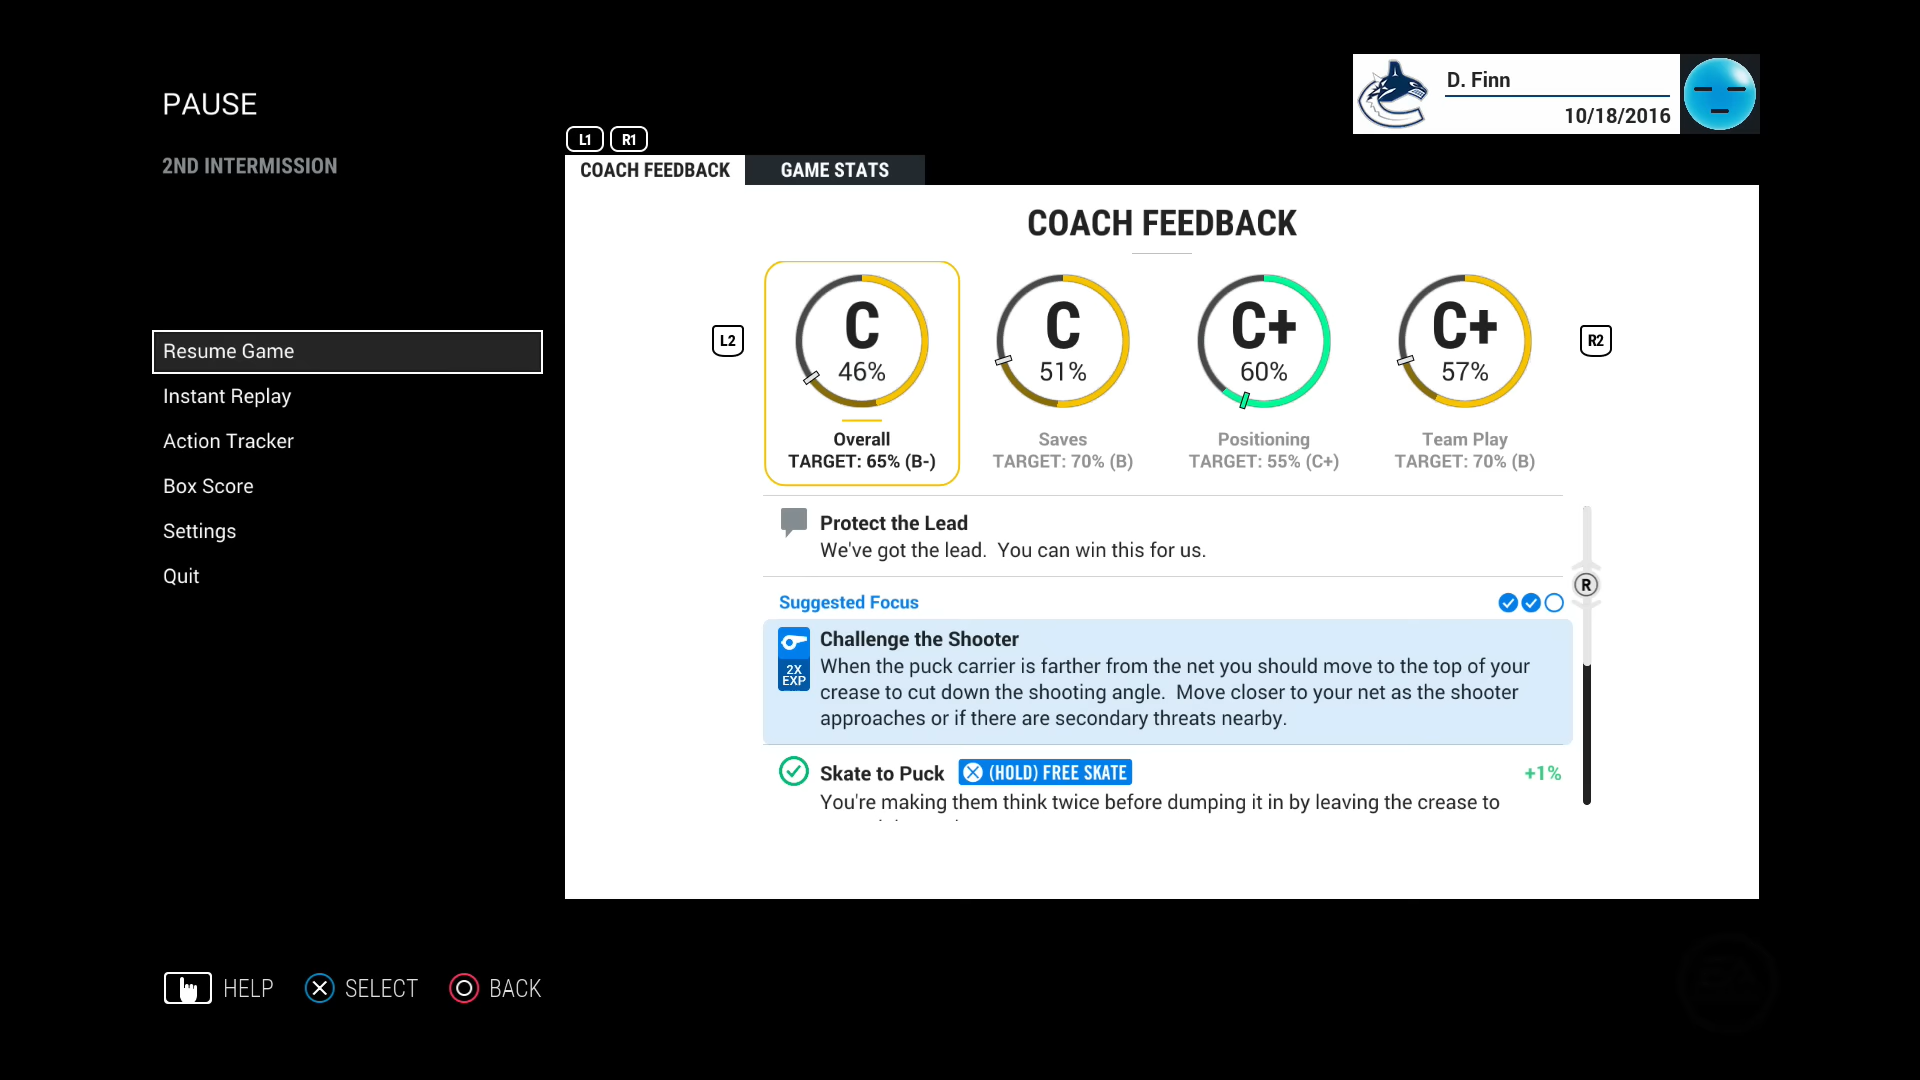 PAUSE
2ND INTERMISSION
D. Finn
10/18/2016
L1 R1
COACH FEEDBACK GAME STATS
COACH FEEDBACK
L2
C
46%
Overall
TARGET: 65% (B-)
C
51%
Saves
TARGET: 70% (B)
C+
60%
Positioning
TARGET: 55% (C+)
C+
57%
Team Play
TARGET: 70% (B)
R2
Resume Game
Instant Replay
Action Tracker
Box Score
Settings
Quit
Protect the Lead
We've got the lead. You can win this for us.
R
Suggested Focus
2X
EXP
Challenge the Shooter
When the puck carrier is farther from the net you should move to the top of your
crease to cut down the shooting angle. Move closer to your net as the shooter
approaches or if there are secondary threats nearby.
Skate to Puck (HOLD) FREE SKATE +1%
You're making them think twice before dumping it in by leaving the crease to
HELP SELECT BACK